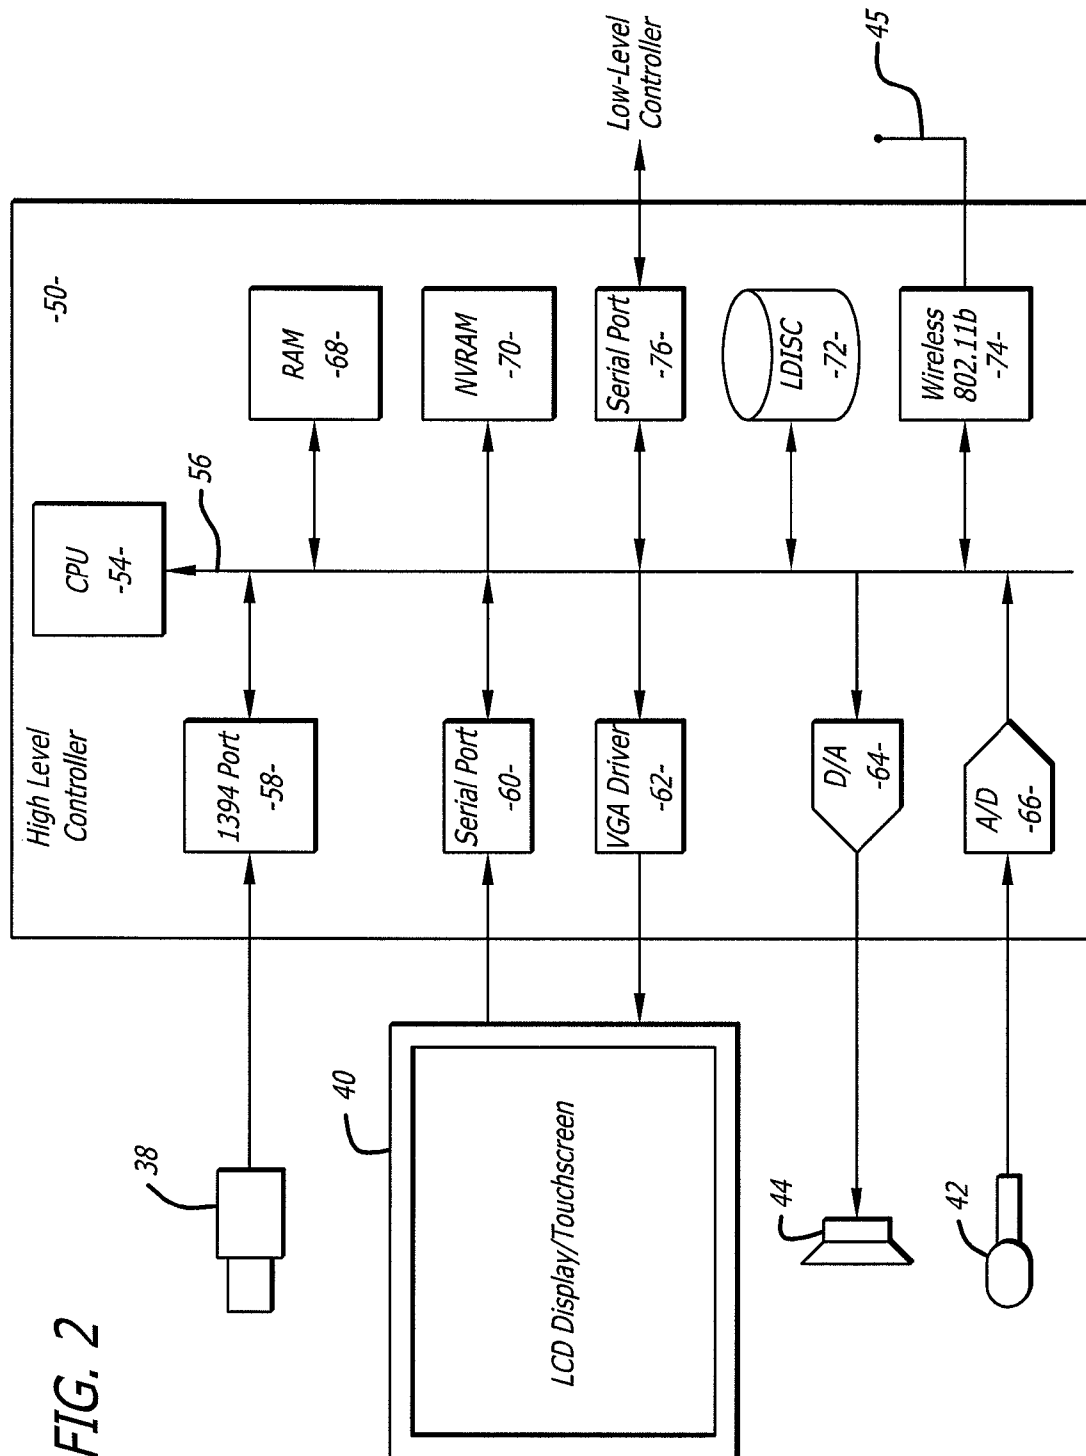 FIG. 2
High Level
Controller
-50-
CPU
-54-
56
38
1394 Port
-58-
RAM
-68-
40
LCD Display/Touchscreen
Serial Port
-60-
NVRAM
-70-
VGA Driver
-62-
Serial Port
-76-
Low-Level
Controller
44
D/A
-64-
LDISC
-72-
42
A/D
-66-
Wireless
802.11b
-74-
45